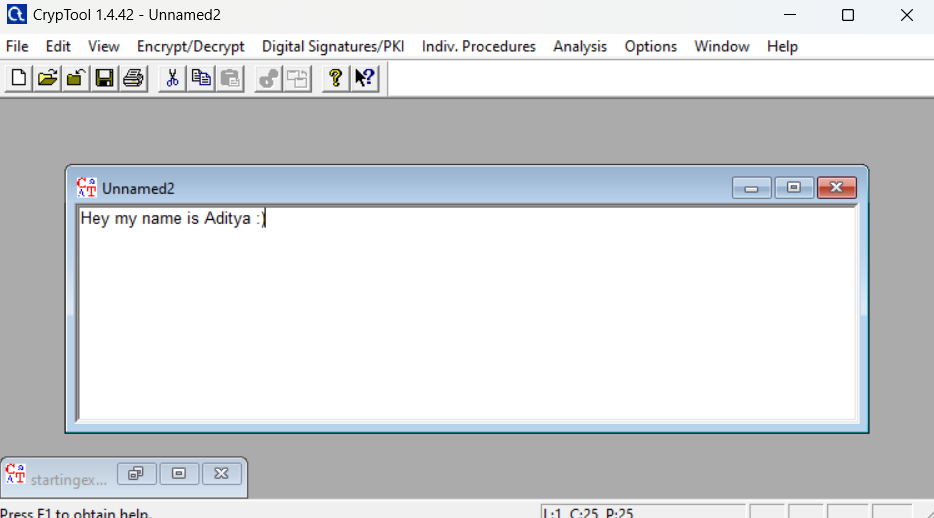 CrypTool 1.4.42 - Unnamed2
File Edit View Encrypt/Decrypt Digital Signatures/PKI Indiv. Procedures Analysis Options Window Help
Unnamed2
Hey my name is Aditya :)
startingex...
Press F1 to obtain help.
L:1 C:25 P:25